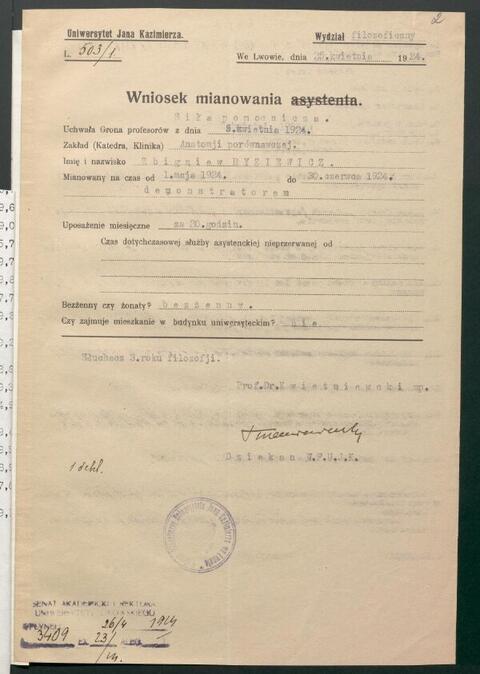 2
Uniwersytet Jana Kazimierza. Wydział filozoficzny
L. 503/1 We Lwowie, dnia 25.kwietnia 1924.
Wniosek mianowania asystenta.
Siła pomocnicza.
Uchwała Grona profesorów z dnia 8.kwietnia 1924.
Zakład (Katedra, Klinika) Anatomji porównawczej.
Imię i nazwisko Zbigniew RYZIEWICZ.
Mianowany na czas od 1.maja 1924. do 30.czerwca 1924.
demonstratorem
Uposażenie miesięczne za 20.godzin.
Czas dotychczasowej służby asystenckiej nieprzerwanej od
Bezżenny czy żonaty? bezżenny.
Czy zajmuje mieszkanie w budynku uniwersyteckim? nie.
Słuchacz 3.roku filozofji.
Prof.Dr.Kwietniewski mp.
Dziekan W.F.U.J.K.
SENAT AKADEMICKI I REKTORAT
26/4 1924
3409 23/